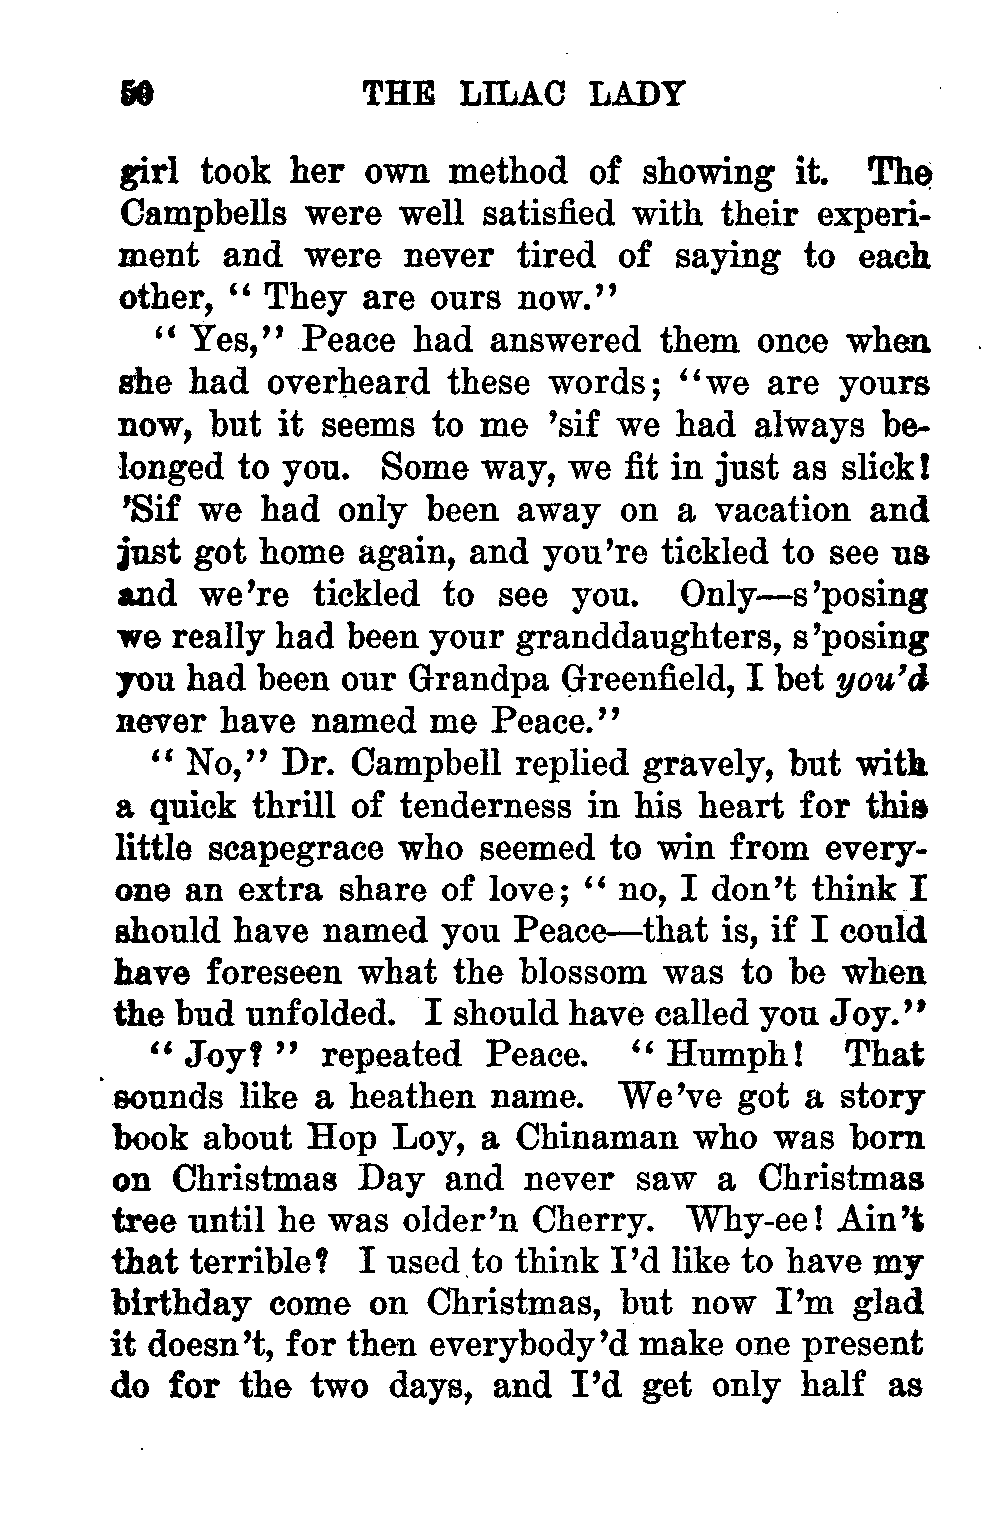 50 THE LILAC LADY
girl took her own method of showing it. The
Campbells were well satisfied with their experi-
ment and were never tired of saying to each
other, “ They are ours now.”
“ Yes,” Peace had answered them once when
she had overheard these words; “we are yours
now, but it seems to me ’sif we had always be-
longed to you. Some way, we fit in just as slick!
’Sif we had only been away on a vacation and
just got home again, and you’re tickled to see us
and we’re tickled to see you. Only—s’posing
we really had been your granddaughters, s’posing
you had been our Grandpa Greenfield, I bet you’d
never have named me Peace.”
“ No,” Dr. Campbell replied gravely, but with
a quick thrill of tenderness in his heart for this
little scapegrace who seemed to win from every-
one an extra share of love; “ no, I don’t think I
should have named you Peace—that is, if I could
have foreseen what the blossom was to be when
the bud unfolded. I should have called you Joy.”
“ Joy? ” repeated Peace. “ Humph! That
sounds like a heathen name. We’ve got a story
book about Hop Loy, a Chinaman who was born
on Christmas Day and never saw a Christmas
tree until he was older’n Cherry. Why-ee! Ain’t
that terrible? I used to think I’d like to have my
birthday come on Christmas, but now I’m glad
it doesn’t, for then everybody’d make one present
do for the two days, and I’d get only half as